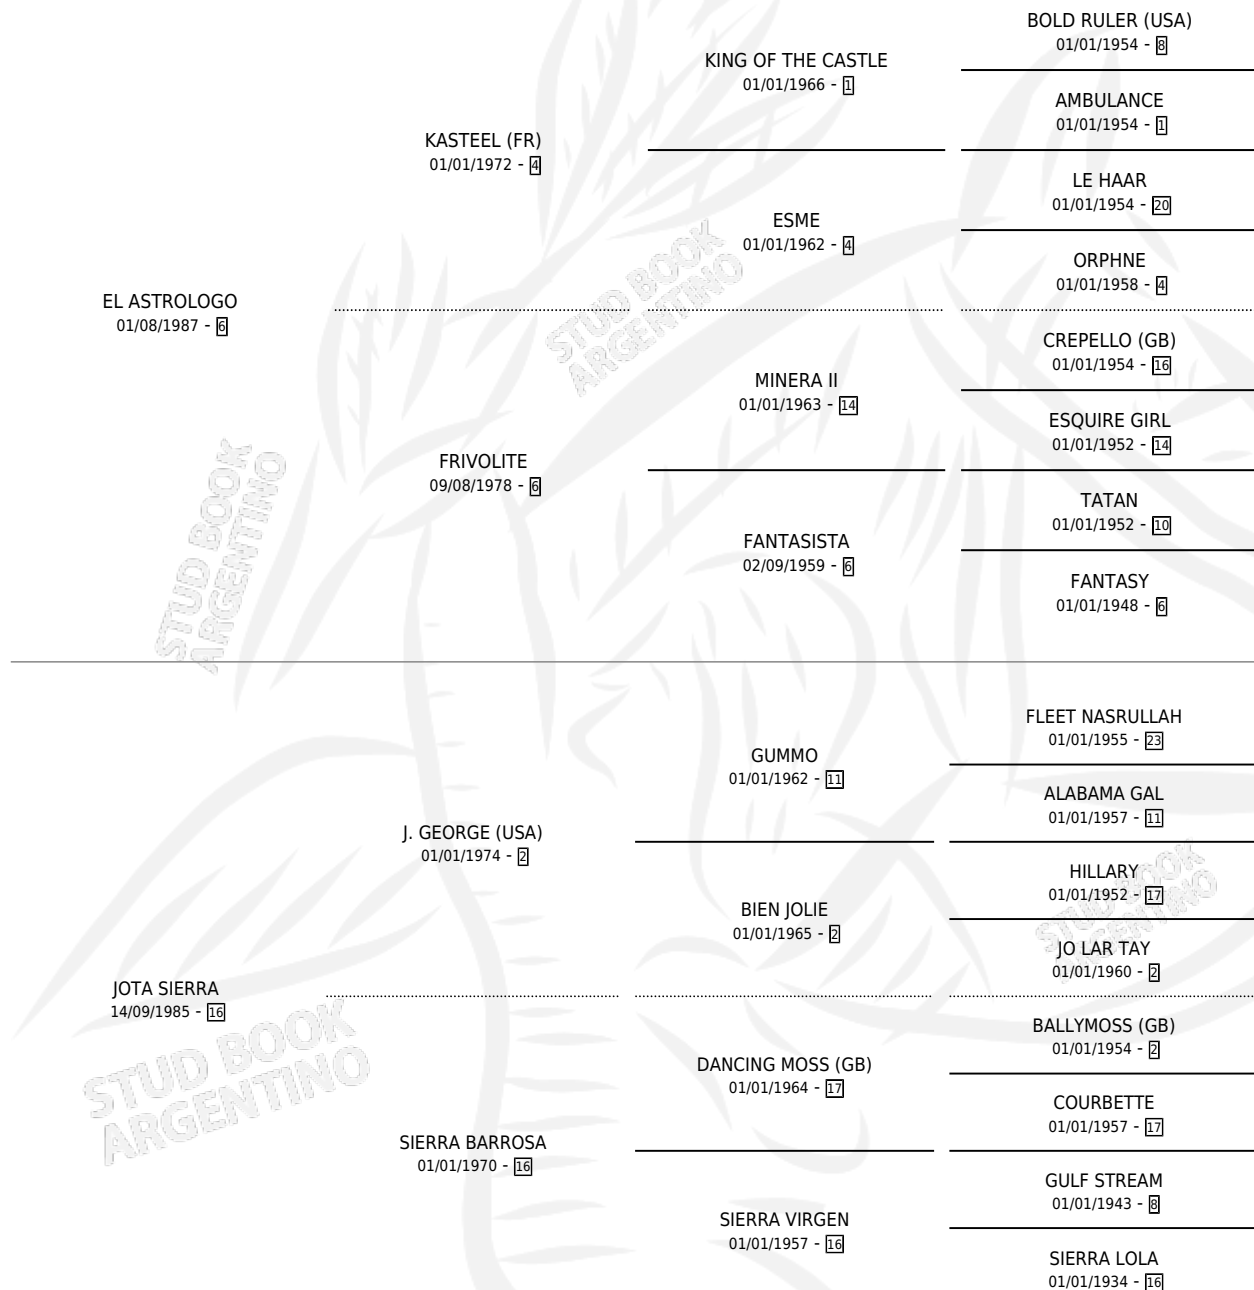 BOLD RULER (USA)
01/01/1954 - 8
KING OF THE CASTLE
01/01/1966 - 1
AMBULANCE
01/01/1954 - 1
KASTEEL (FR)
01/01/1972 - 4
LE HAAR
01/01/1954 - 20
ESME
01/01/1962 - 4
ORPHNE
01/01/1958 - 4
EL ASTROLOGO
01/08/1987 - 6
CREPELLO (GB)
01/01/1954 - 16
MINERA II
01/01/1963 - 14
ESQUIRE GIRL
01/01/1952 - 14
FRIVOLITE
09/08/1978 - 6
TATAN
01/01/1952 - 10
FANTASISTA
02/09/1959 - 6
FANTASY
01/01/1948 - 6
FLEET NASRULLAH
01/01/1955 - 23
GUMMO
01/01/1962 - 11
ALABAMA GAL
01/01/1957 - 11
J. GEORGE (USA)
01/01/1974 - 2
HILLARY
01/01/1952 - 17
BIEN JOLIE
01/01/1965 - 2
JO LAR TAY
01/01/1960 - 2
JOTA SIERRA
14/09/1985 - 16
BALLYMOSS (GB)
01/01/1954 - 2
DANCING MOSS (GB)
01/01/1964 - 17
COURBETTE
01/01/1957 - 17
SIERRA BARROSA
01/01/1970 - 16
GULF STREAM
01/01/1943 - 8
SIERRA VIRGEN
01/01/1957 - 16
SIERRA LOLA
01/01/1934 - 16
STUD BOOK
ARGENTINO
STUD BOOK
ARGENTINO
STUD BOOK
ARGENTINO
STUD BOOK
ARGENTINO